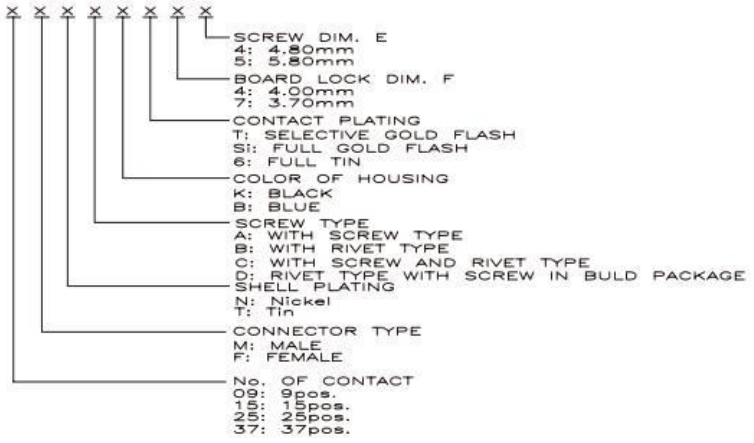 X X X X X X X X
SCREW DIM. E
4: 4.80mm
5: 5.80mm
BOARD LOCK DIM. F
4: 4.00mm
7: 3.70mm
CONTACT PLATING
T: SELECTIVE GOLD FLASH
Si: FULL GOLD FLASH
6: FULL TIN
COLOR OF HOUSING
K: BLACK
B: BLUE
SCREW TYPE
A: WITH SCREW TYPE
B: WITH RIVET TYPE
C: WITH SCREW AND RIVET TYPE
D: RIVET TYPE WITH SCREW IN BULD PACKAGE
SHELL PLATING
N: Nickel
T: Tin
CONNECTOR TYPE
M: MALE
F: FEMALE
No. OF CONTACT
09: 9pos.
15: 15pos.
25: 25pos.
37: 37pos.